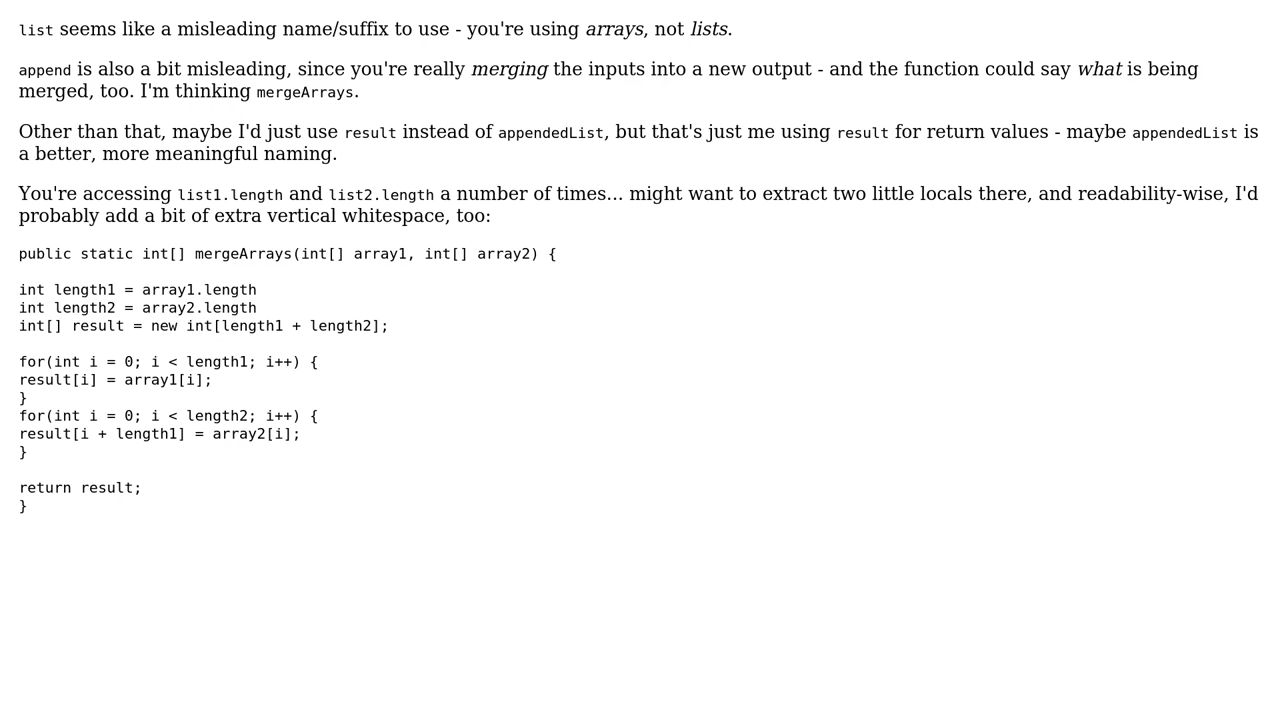 list seems like a misleading name/suffix to use - you're using arrays, not lists.
append is also a bit misleading, since you're really merging the inputs into a new output - and the function could say what is being
merged, too. I'm thinking mergeArrays.
Other than that, maybe I'd just use result instead of appendedList, but that's just me using result for return values - maybe appendedList is
a better, more meaningful naming.
You're accessing list1.length and list2.length a number of times... might want to extract two little locals there, and readability-wise, I'd
probably add a bit of extra vertical whitespace, too:
public static int[] mergeArrays(int[] array1, int[] array2) {
int length1 = array1.length
int length2 = array2.length
int[] result = new int[length1 + length2];
for(int i = 0; i < length1; i++) {
result[i] = array1[i];
}
for(int i = 0; i < length2; i++) {
result[i + length1] = array2[i];
}
return result;
}